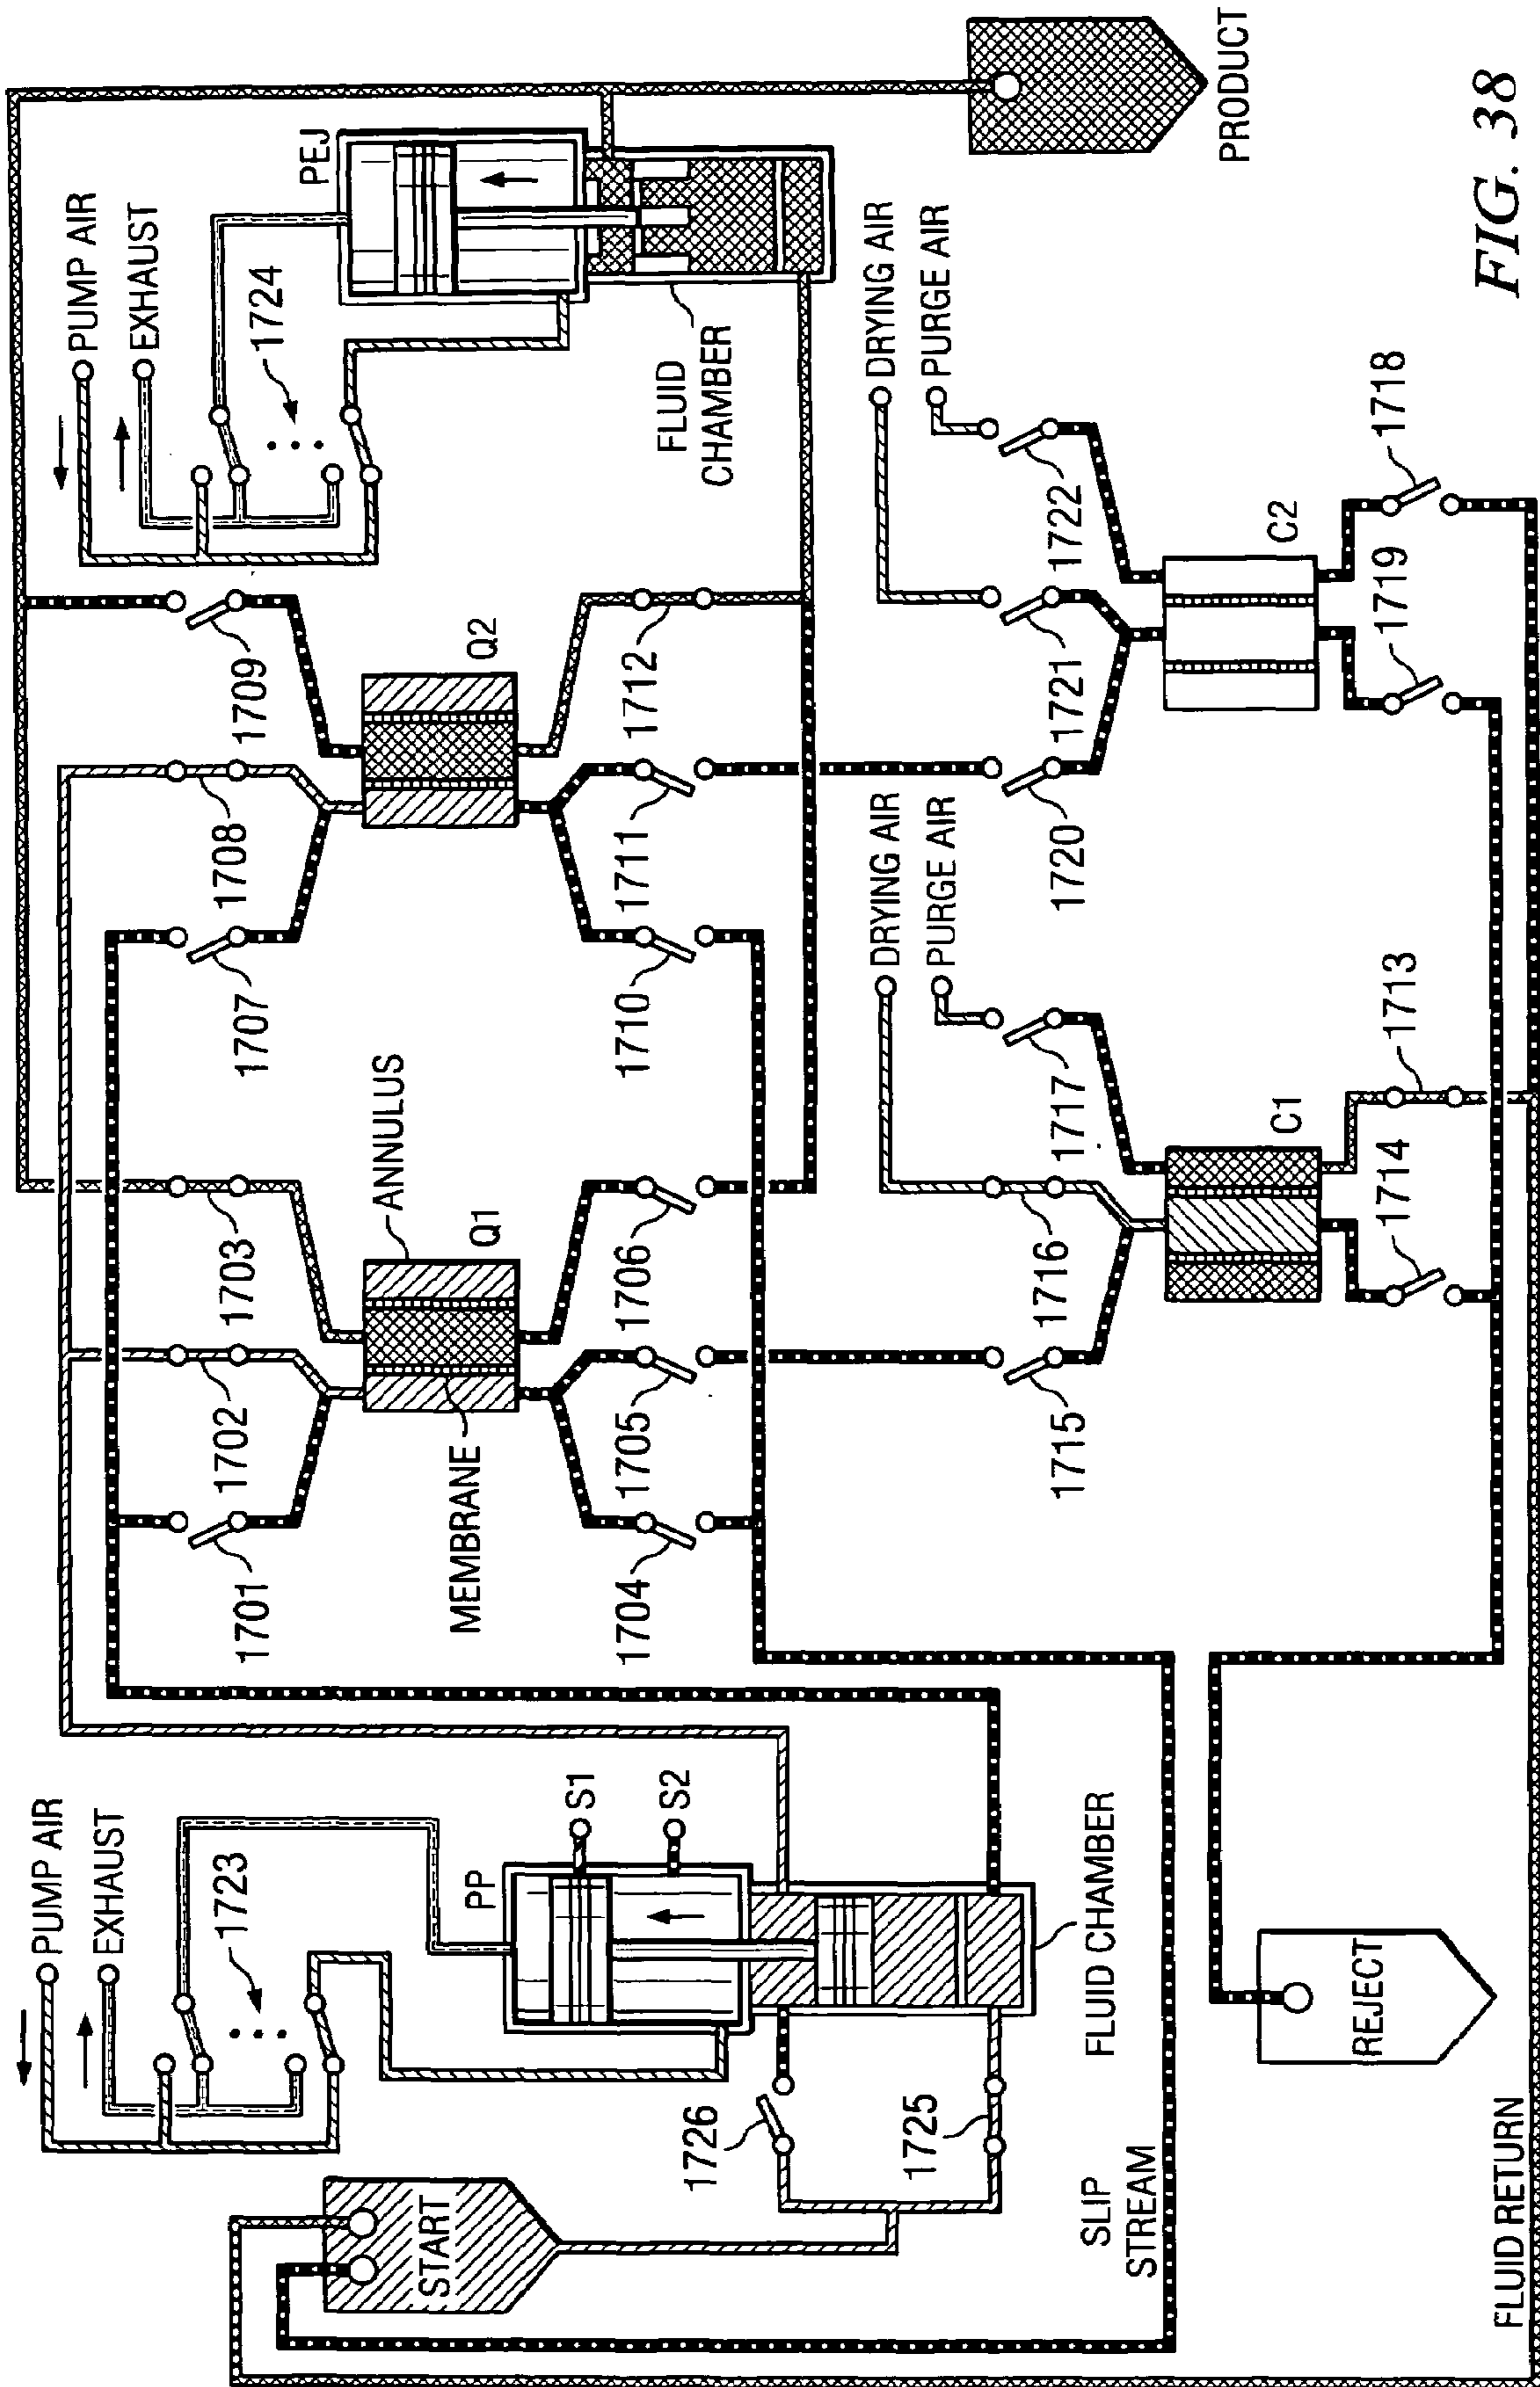 PUMP AIR
EXHAUST
1723
START
PP
S1
S2
1726
1725
SLIP
STREAM
FLUID CHAMBER
REJECT
FLUID RETURN
1701
1702
1703
MEMBRANE
ANNULUS
Q1
1704
1705
1706
1707
1708
1709
Q2
1710
1711
1712
PUMP AIR
EXHAUST
1724
PEJ
FLUID
CHAMBER
PRODUCT
DRYING AIR
PURGE AIR
1715
1716
1717
C1
1714
1713
DRYING AIR
PURGE AIR
1720
1721
1722
C2
1719
1718
FIG. 38